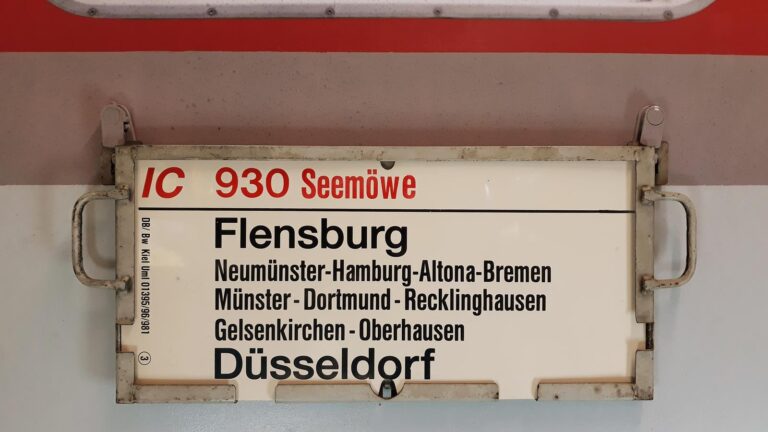 IC 930 Seemöwe
Flensburg
Neumünster-Hamburg-Altona-Bremen
Münster - Dortmund - Recklinghausen
Gelsenkirchen - Oberhausen
Düsseldorf
DB/ Bw Kiel Uml 01395/96/981
3